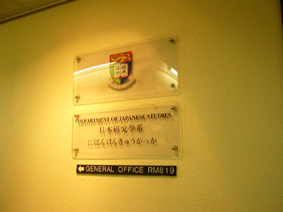 DEPARTMENT OF JAPANESE STUDIES
日本研究學系
にほんけんきゅうがっか
GENERAL OFFICE RM819